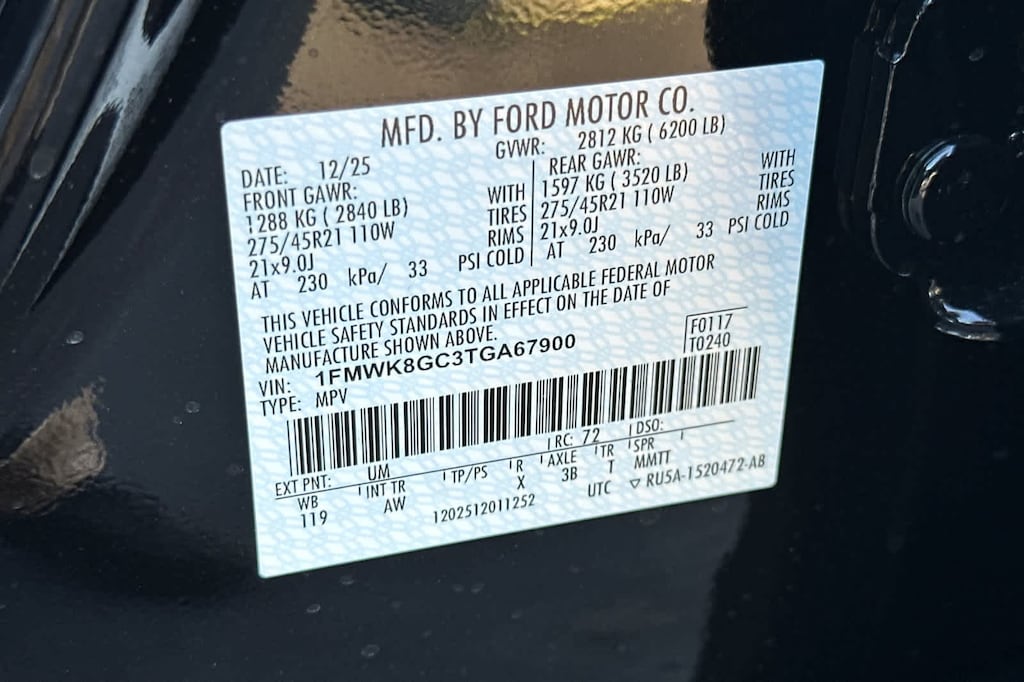 MFD. BY FORD MOTOR CO.
DATE: 12/25 GVWR: 2812 KG ( 6200 LB)
FRONT GAWR: REAR GAWR:
1288 KG ( 2840 LB) WITH 1597 KG ( 3520 LB) WITH
275/45R21 110W TIRES 275/45R21 110W TIRES
21x9.0J RIMS 21x9.0J RIMS
AT 230 kPa/ 33 PSI COLD AT 230 kPa/ 33 PSI COLD
THIS VEHICLE CONFORMS TO ALL APPLICABLE FEDERAL MOTOR
VEHICLE SAFETY STANDARDS IN EFFECT ON THE DATE OF
MANUFACTURE SHOWN ABOVE.
F0117
VIN: 1FMWK8GC3TGA67900 T0240
TYPE: MPV
EXT PNT: UM RC: 72 DSO:
WB INT TR TP/PS R AXLE TR SPR
119 AW X 3B T MMTT
1202512011252 UTC ▽ RU5A-1520472-AB